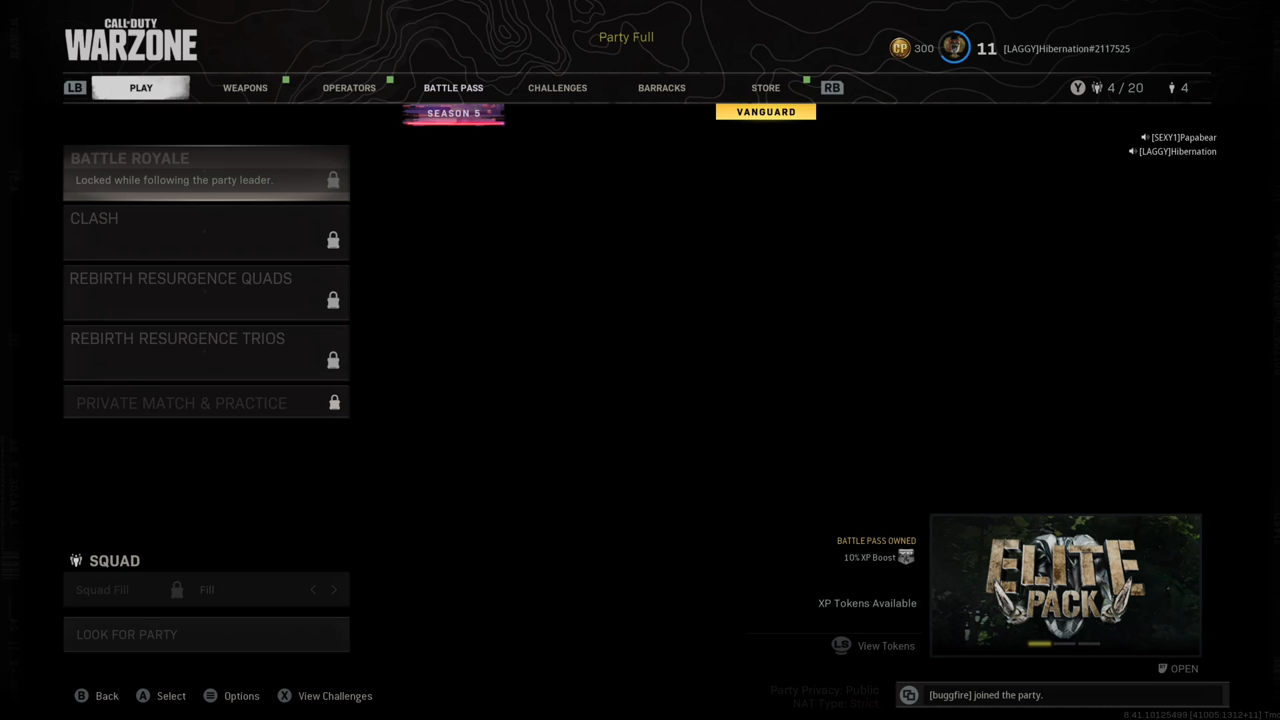 CALL OF DUTY
WARZONE
Party Full
CP 300
11
[LAGGY]Hibernation#2117525
LB
PLAY
WEAPONS
OPERATORS
BATTLE PASS
CHALLENGES
BARRACKS
STORE
RB
Y
4 / 20
4
SEASON 5
VANGUARD
[SEXY1]Papabear
[LAGGY]Hibernation
BATTLE ROYALE
Locked while following the party leader.
CLASH
REBIRTH RESURGENCE QUADS
REBIRTH RESURGENCE TRIOS
PRIVATE MATCH & PRACTICE
SQUAD
Squad Fill
Fill
LOOK FOR PARTY
BATTLE PASS OWNED
10% XP Boost
XP Tokens Available
LS View Tokens
ELITE
PACK
OPEN
B Back
A Select
Options
X View Challenges
Party Privacy: Public
NAT Type: Strict
[buggfire] joined the party.